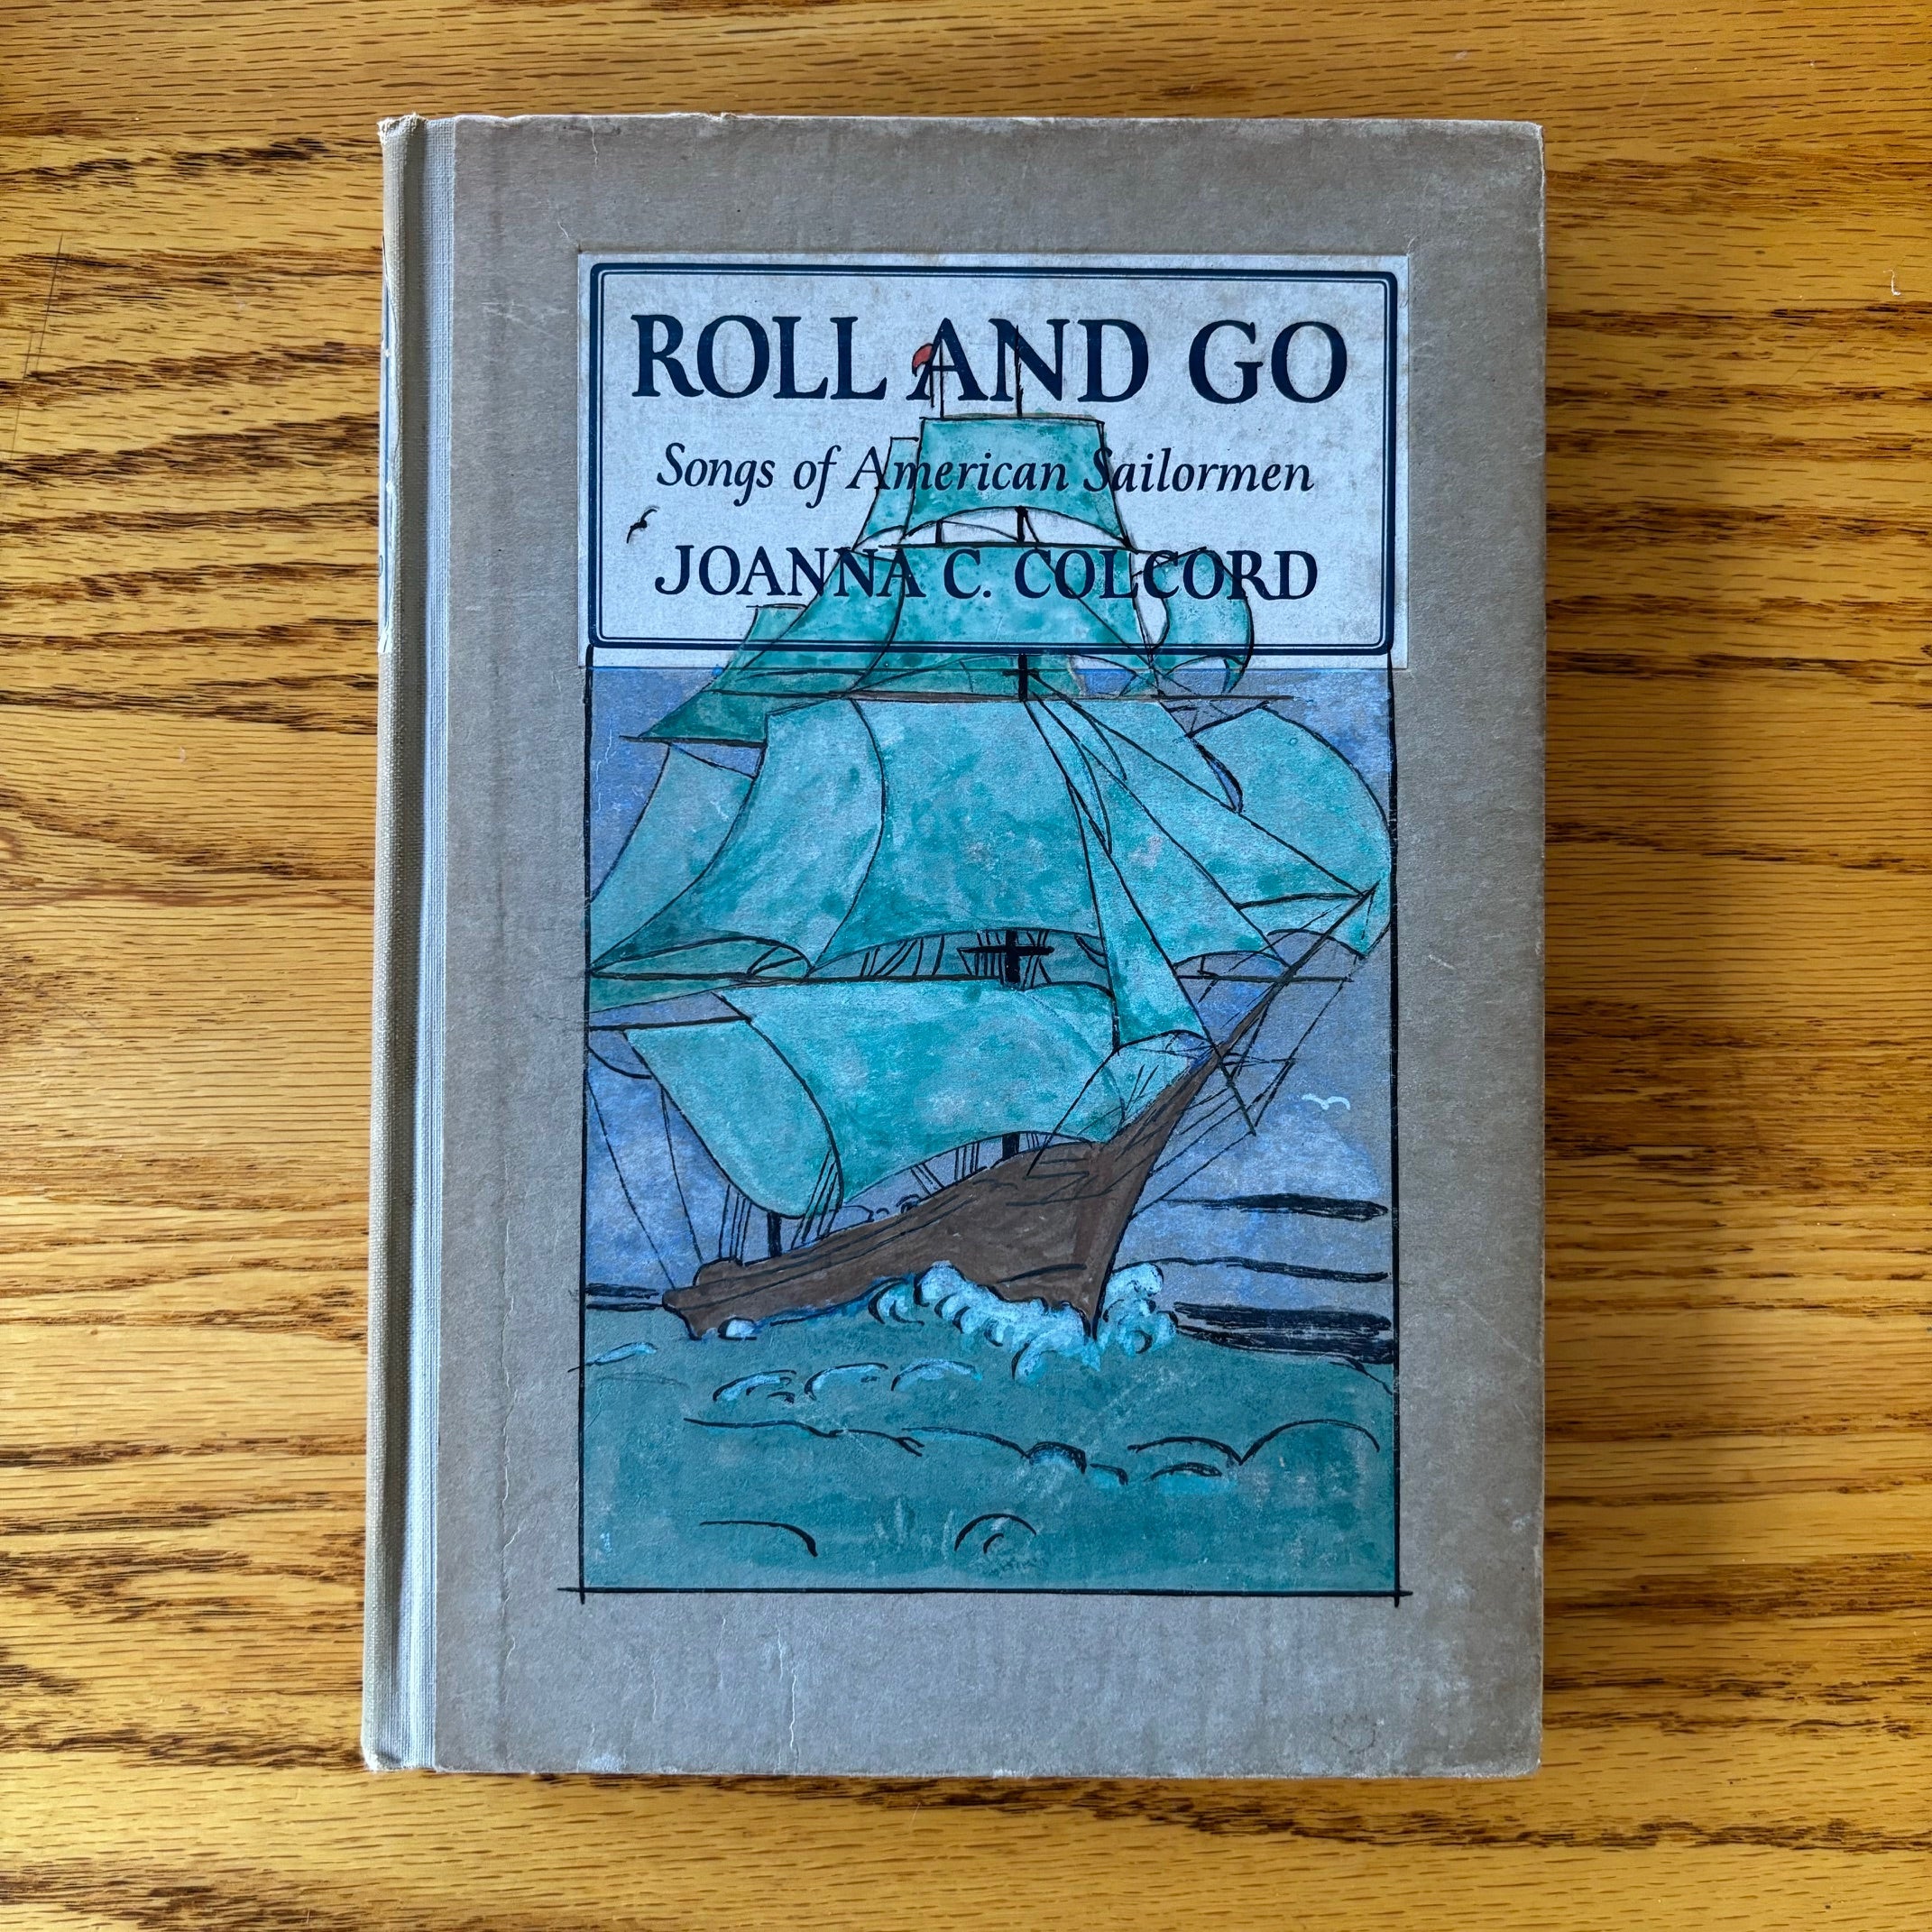 ROLL AND GO
Songs of American Sailormen
JOANNA C. COLCORD